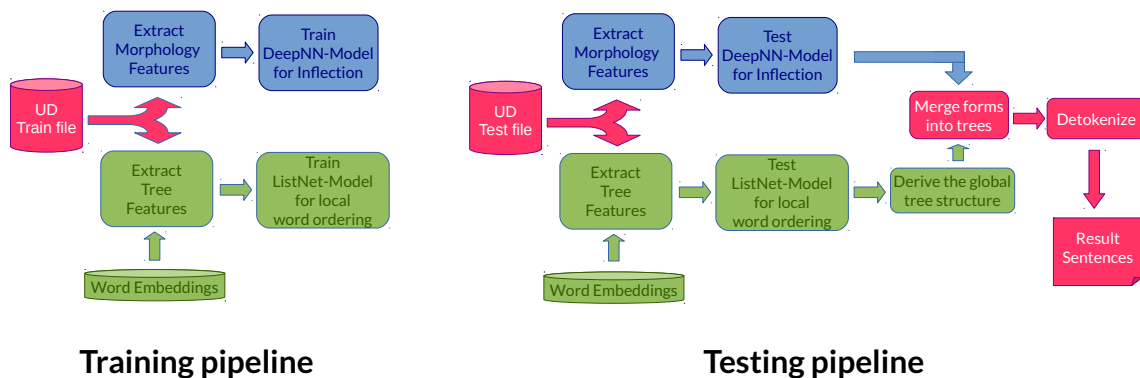 Extract
Morphology
Features
Train
DeepNN-Model
for Inflection
UD
Train file
Extract
Tree
Features
Train
ListNet-Model
for local
word ordering
Word Embeddings
Training pipeline
Extract
Morphology
Features
Test
DeepNN-Model
for Inflection
UD
Test file
Merge forms
into trees
Detokenize
Extract
Tree
Features
Test
ListNet-Model
for local
word ordering
Derive the global
tree structure
Result
Sentences
Word Embeddings
Testing pipeline